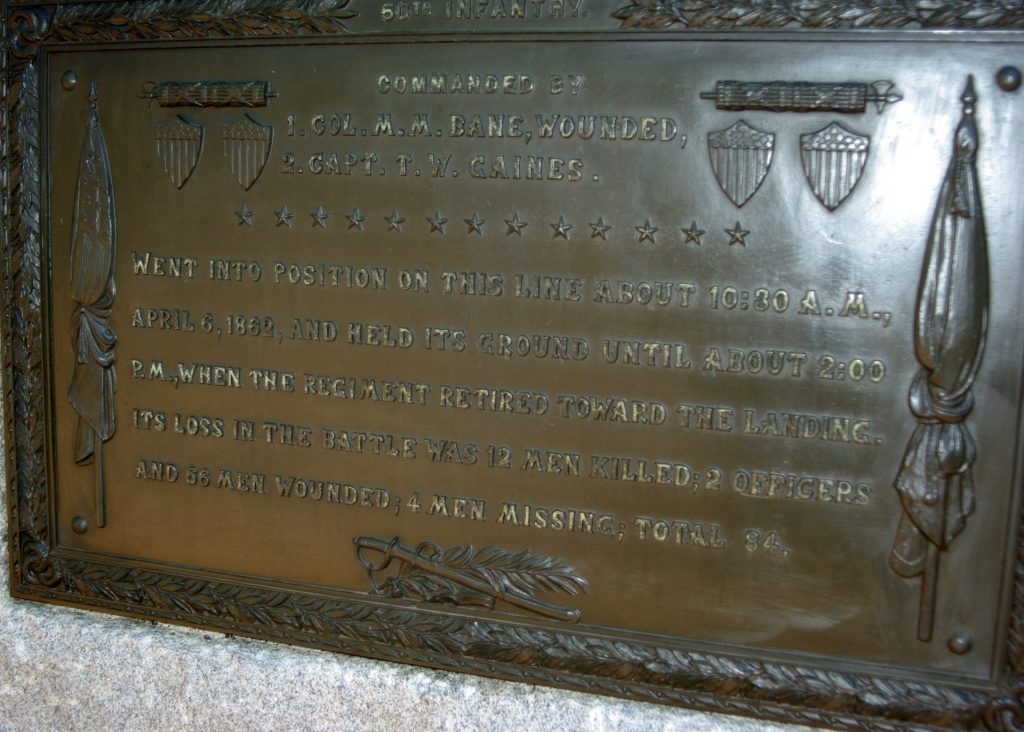 50TH INFANTRY.
COMMANDED BY
1. COL. M. M. BANE, WOUNDED,
2. CAPT. T. W. GAINES.
WENT INTO POSITION ON THIS LINE ABOUT 10:30 A.M.,
APRIL 6, 1862, AND HELD ITS GROUND UNTIL ABOUT 2:00
P.M., WHEN THE REGIMENT RETIRED TOWARD THE LANDING.
ITS LOSS IN THE BATTLE WAS 12 MEN KILLED; 2 OFFICERS
AND 66 MEN WOUNDED; 4 MEN MISSING; TOTAL 84.